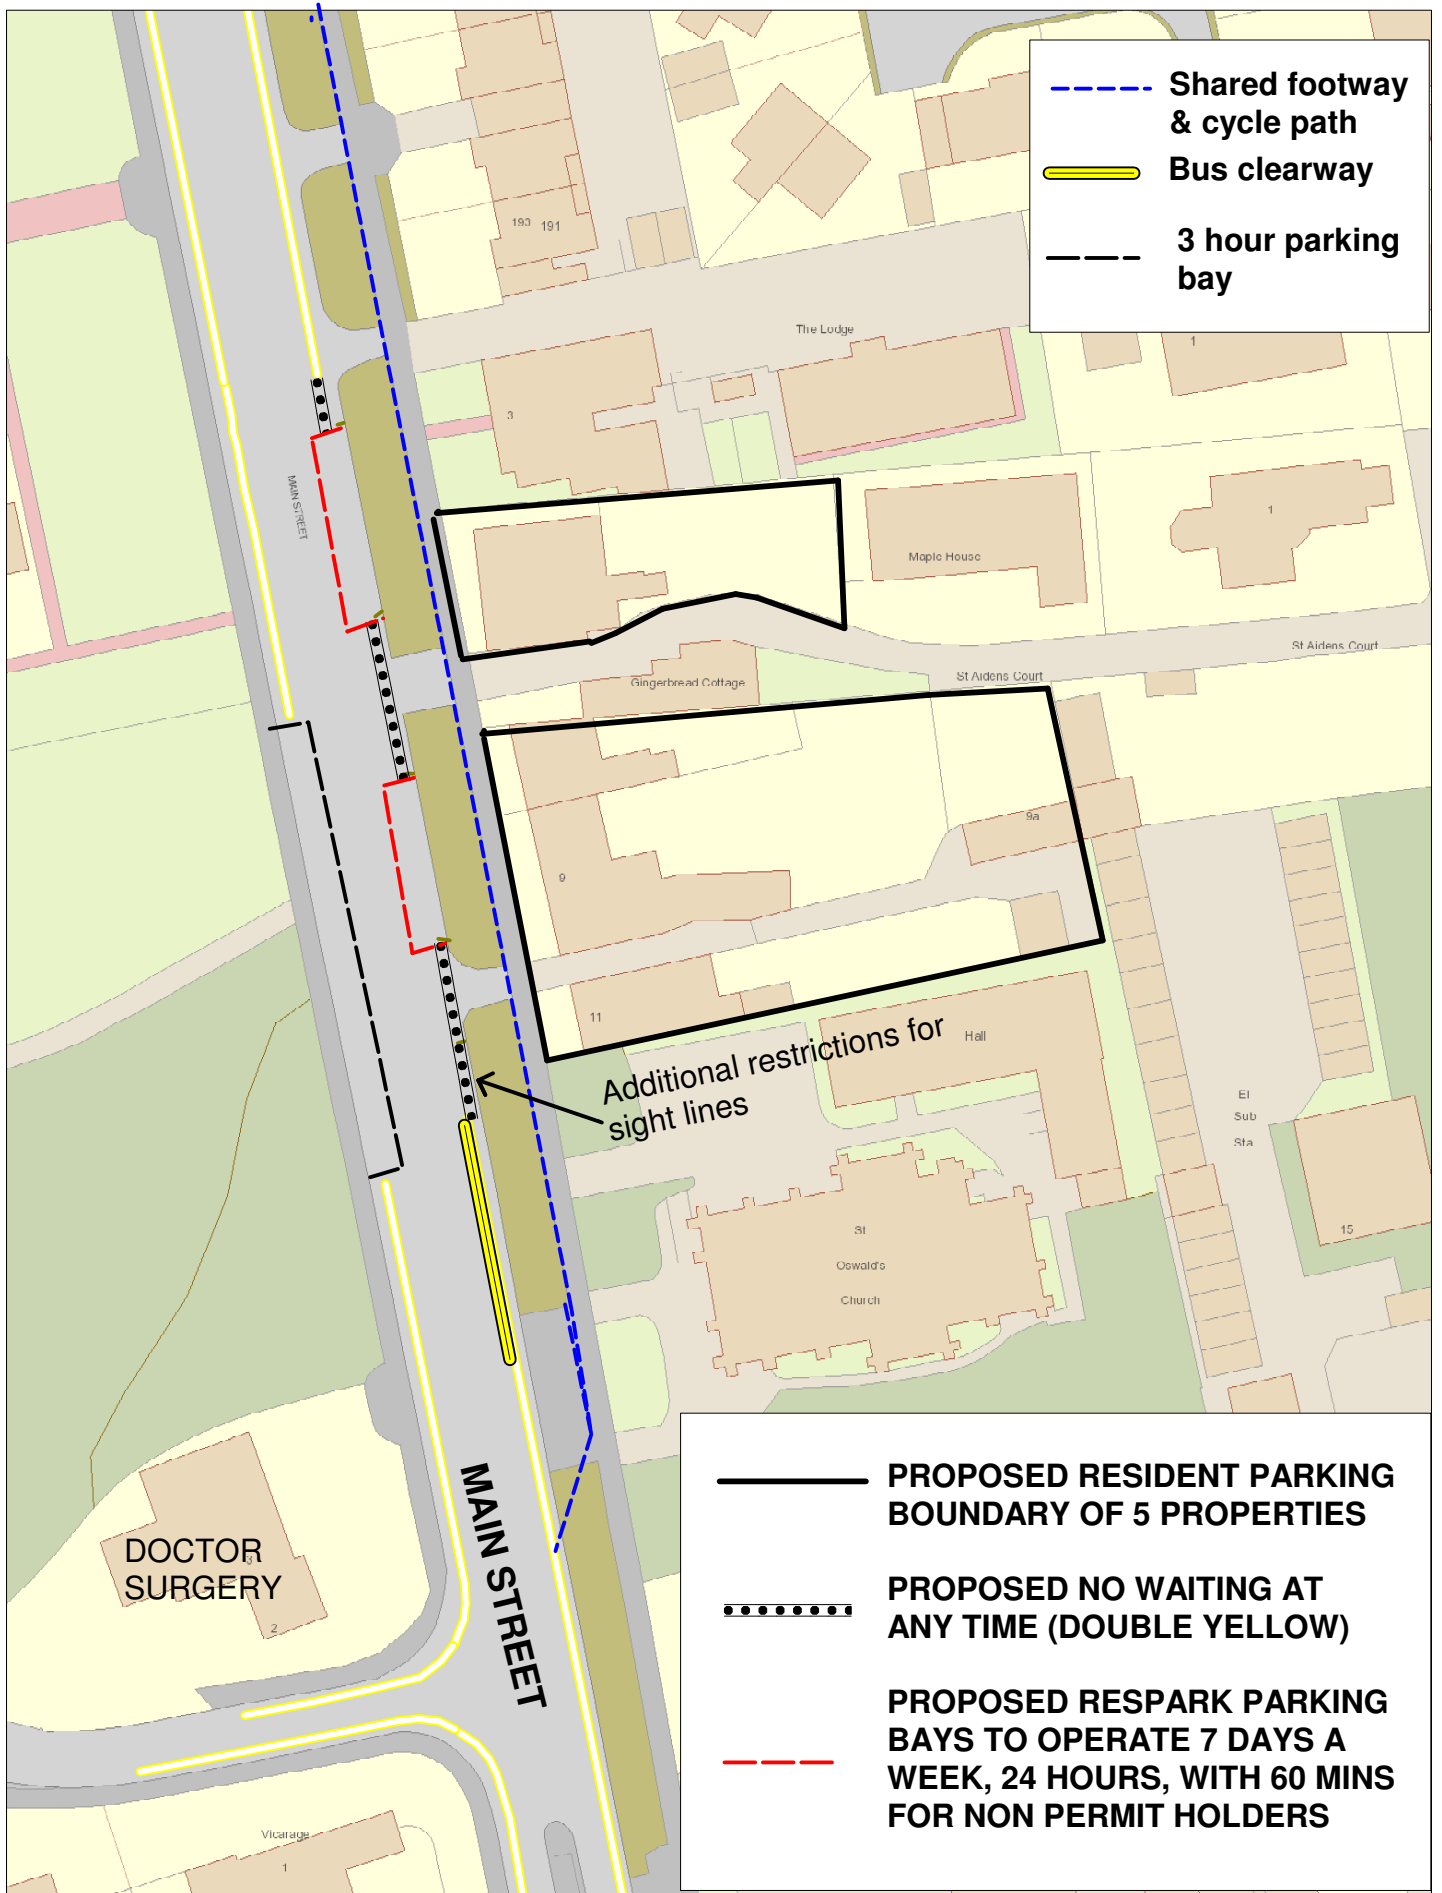 Shared footway
& cycle path
Bus clearway
3 hour parking
bay
193 191
The Lodge
1
3
MAIN STREET
Maple House
1
St Aidens Court
Gingerbread Cottage
St Aidens Court
9a
9
11
Additional restrictions for
sight lines
Hall
El
Sub
Sta
St
Oswald's
Church
15
DOCTOR
SURGERY
3
2
MAIN STREET
Vicarage
1
PROPOSED RESIDENT PARKING
BOUNDARY OF 5 PROPERTIES
PROPOSED NO WAITING AT
ANY TIME (DOUBLE YELLOW)
PROPOSED RESPARK PARKING
BAYS TO OPERATE 7 DAYS A
WEEK, 24 HOURS, WITH 60 MINS
FOR NON PERMIT HOLDERS